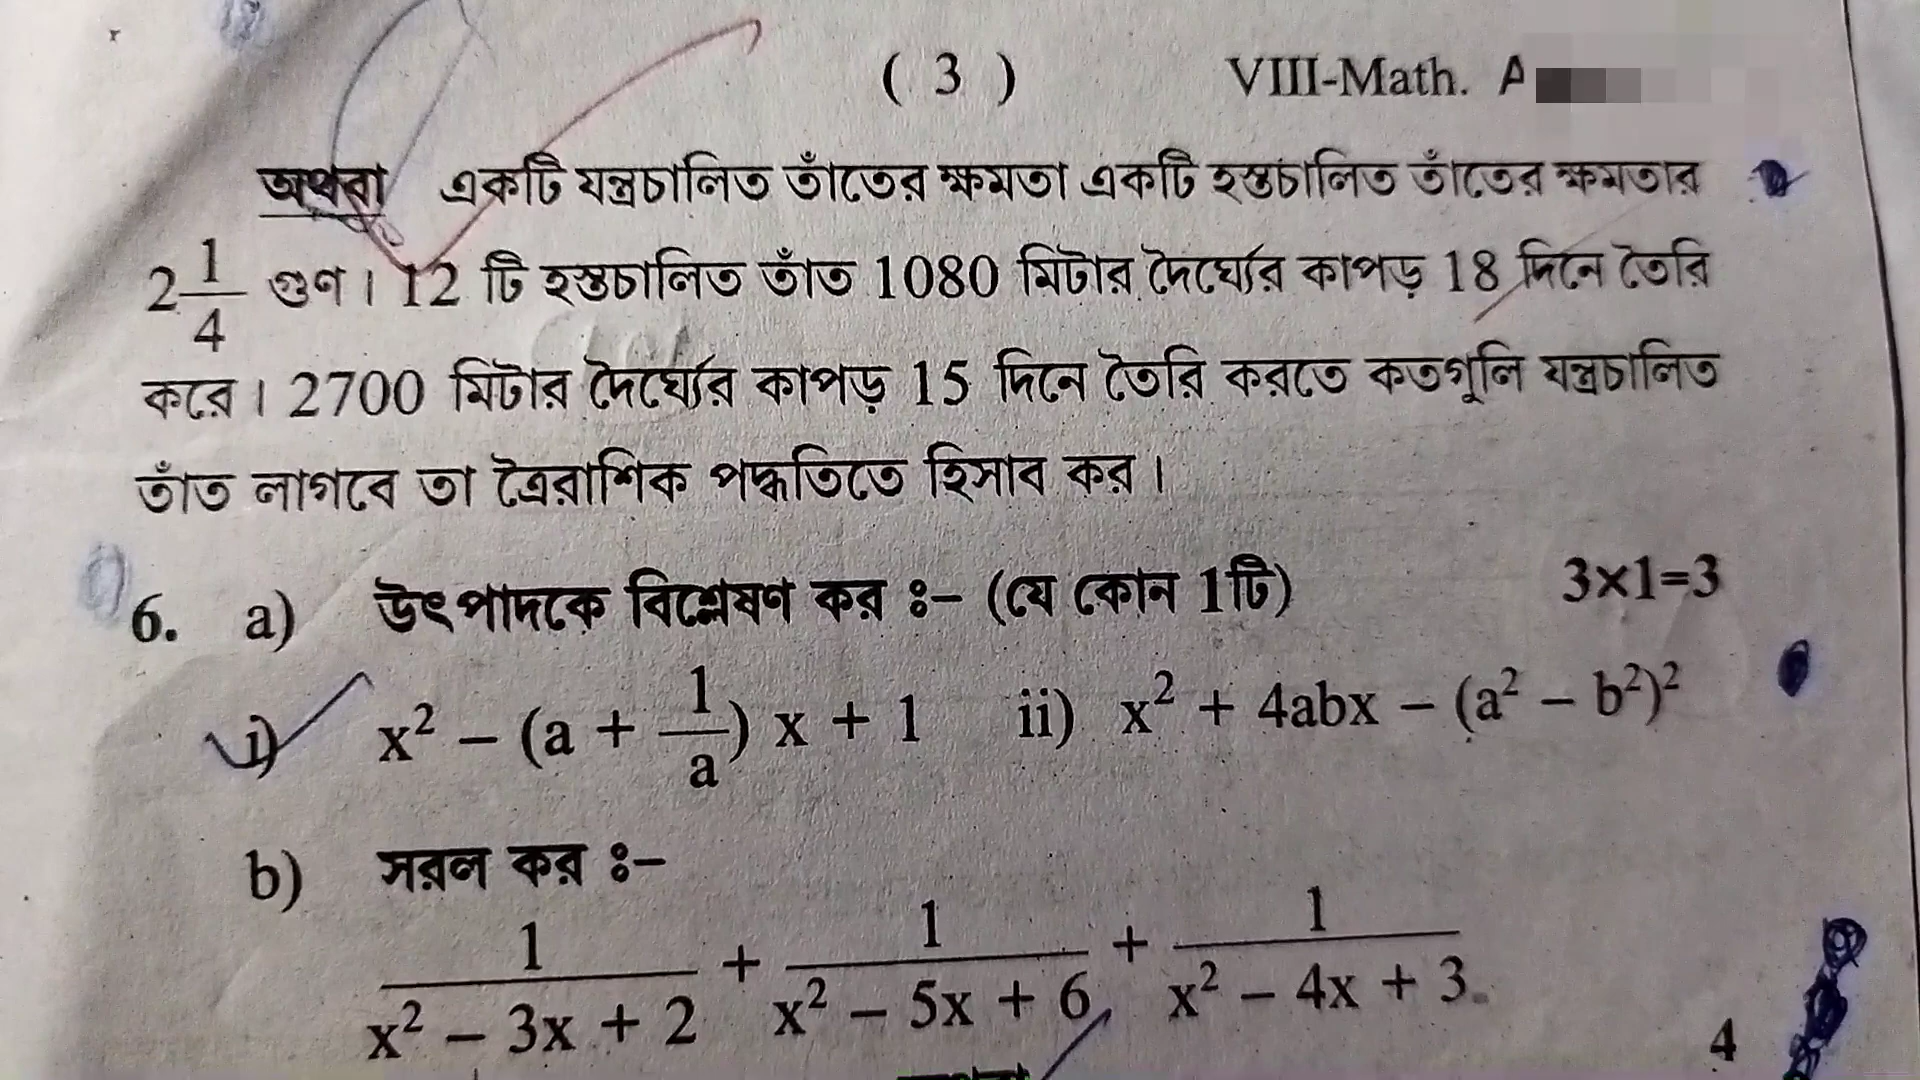 ( 3 ) VIII-Math. A
অথবা একটি যন্ত্রচালিত তাঁতের ক্ষমতা একটি হস্তচালিত তাঁতের ক্ষমতার
2 1/4 গুণ। 12 টি হস্তচালিত তাঁত 1080 মিটার দৈর্ঘ্যের কাপড় 18 দিনে তৈরি
করে। 2700 মিটার দৈর্ঘ্যের কাপড় 15 দিনে তৈরি করতে কতগুলি যন্ত্রচালিত
তাঁত লাগবে তা ত্রৈরাশিক পদ্ধতিতে হিসাব কর।
6. a) উৎপাদকে বিশ্লেষণ কর ঃ– (যে কোন 1টি) 3×1=3
i) x² – (a + 1/a) x + 1 ii) x² + 4abx – (a² – b²)²
b) সরল কর ঃ–
1/(x² – 3x + 2) + 1/(x² – 5x + 6) + 1/(x² – 4x + 3)
4